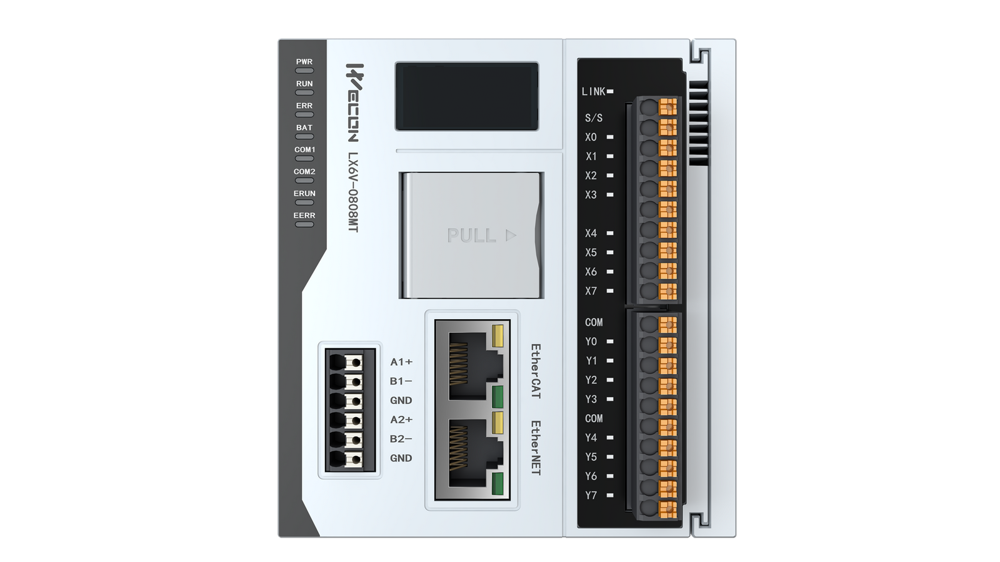 PWR
RUN
ERR
BAT
COM1
COM2
ERUN
EERR
WECON LX6V-0808MT
PULL
A1+
B1−
GND
A2+
B2−
GND
EtherCAT
EtherNET
LINK
S/S
X0
X1
X2
X3
X4
X5
X6
X7
COM
Y0
Y1
Y2
Y3
COM
Y4
Y5
Y6
Y7